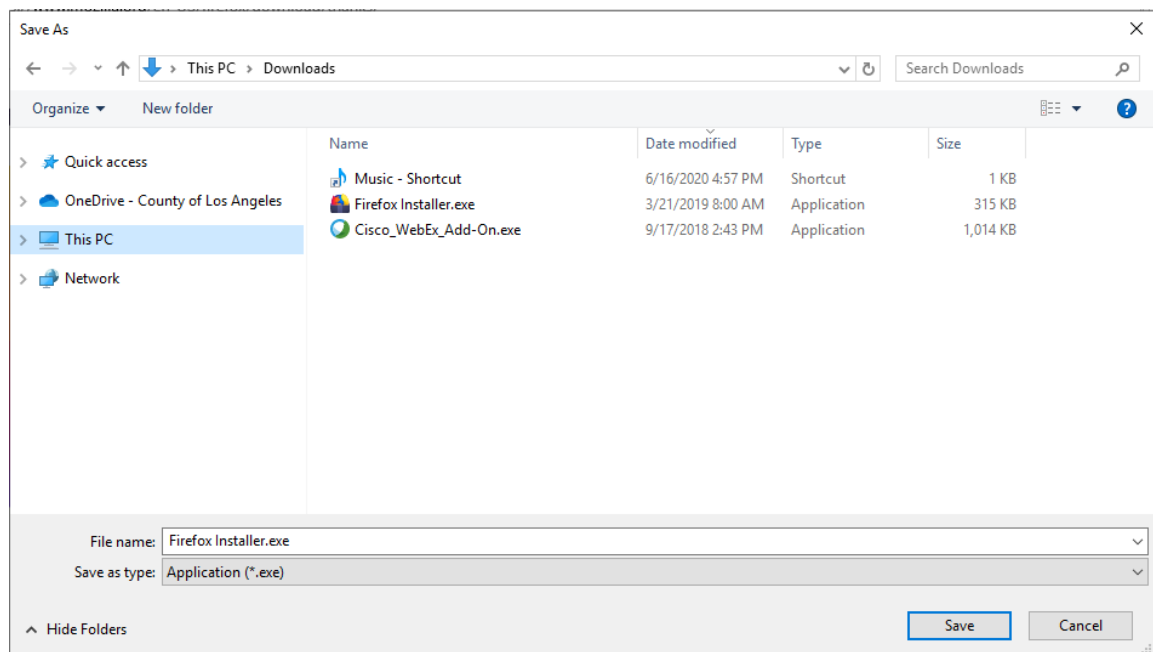 Save As
This PC > Downloads
Search Downloads
Organize
New folder
Name
Date modified
Type
Size
Quick access
OneDrive - County of Los Angeles
This PC
Network
Music - Shortcut 6/16/2020 4:57 PM Shortcut 1 KB
Firefox Installer.exe 3/21/2019 8:00 AM Application 315 KB
Cisco_WebEx_Add-On.exe 9/17/2018 2:43 PM Application 1,014 KB
File name: Firefox Installer.exe
Save as type: Application (*.exe)
Hide Folders
Save
Cancel